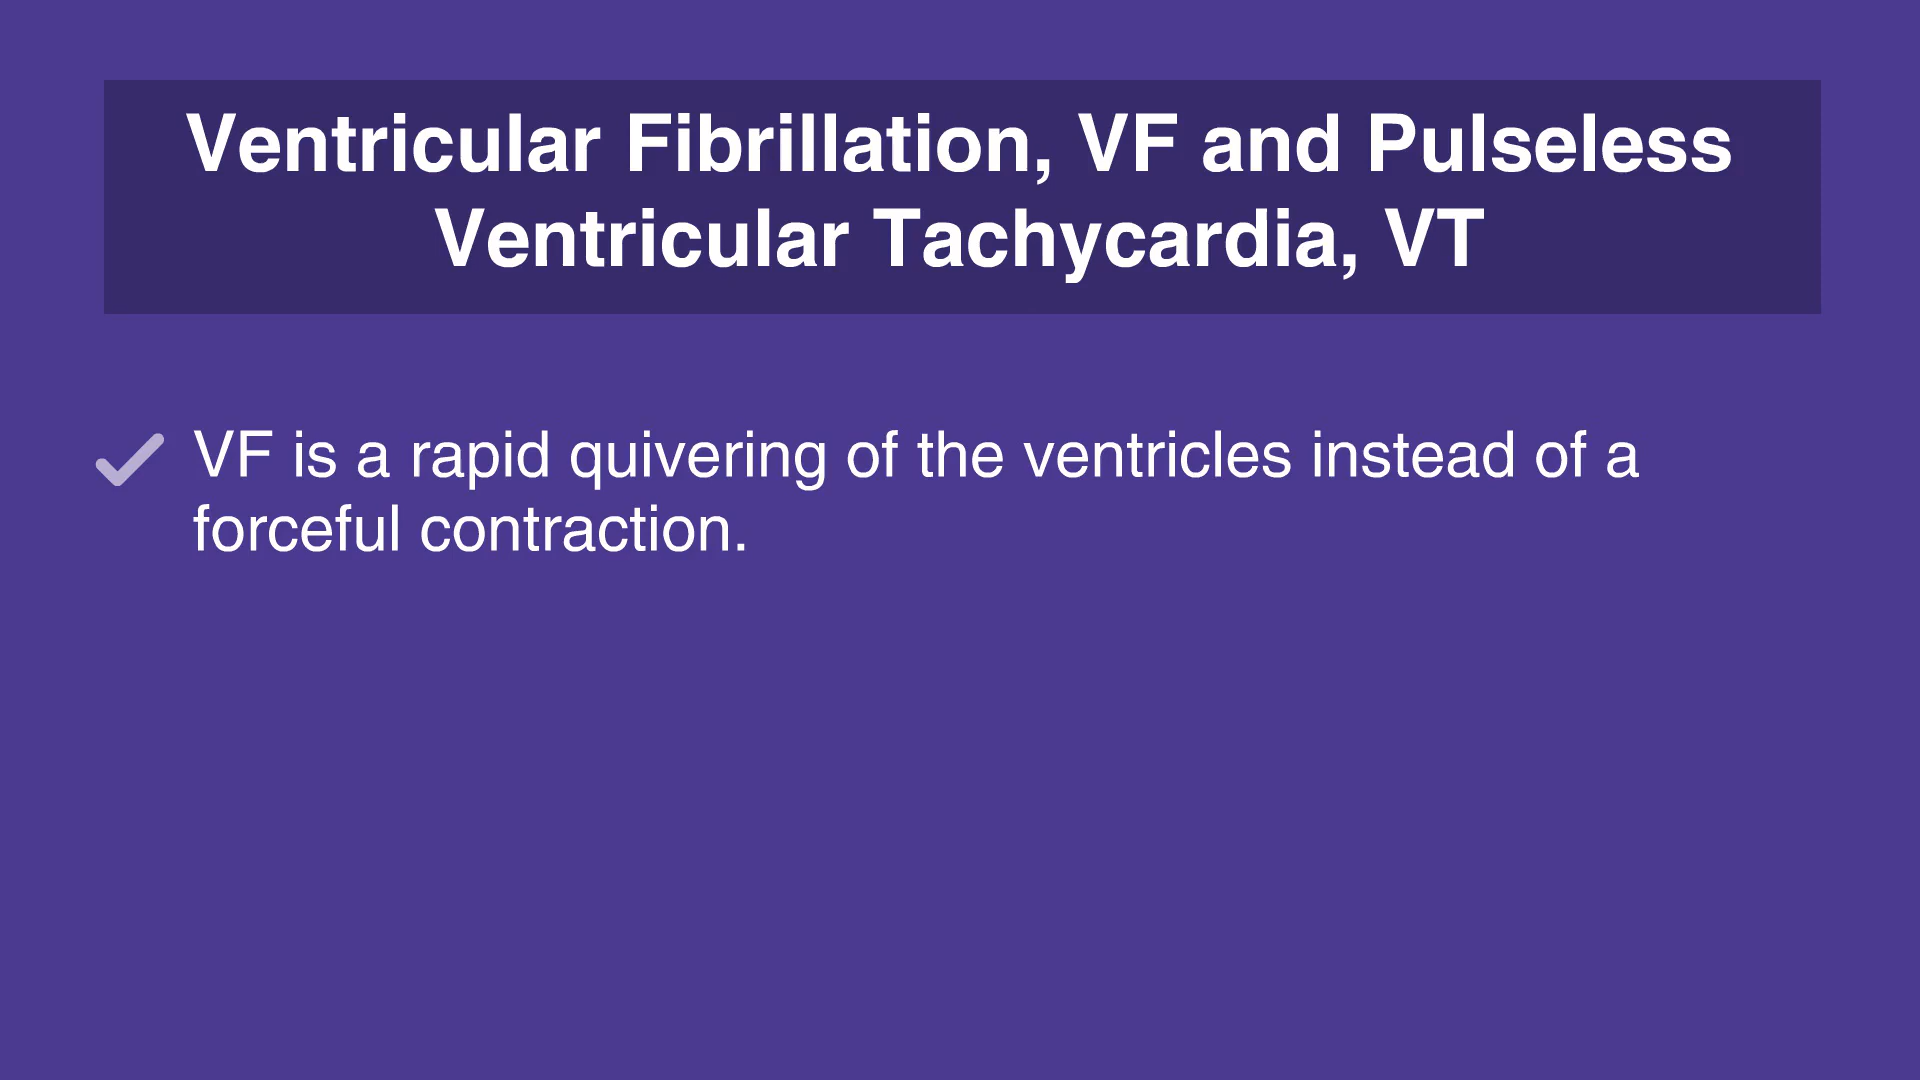 Ventricular Fibrillation, VF and Pulseless
Ventricular Tachycardia, VT
VF is a rapid quivering of the ventricles instead of a
forceful contraction.